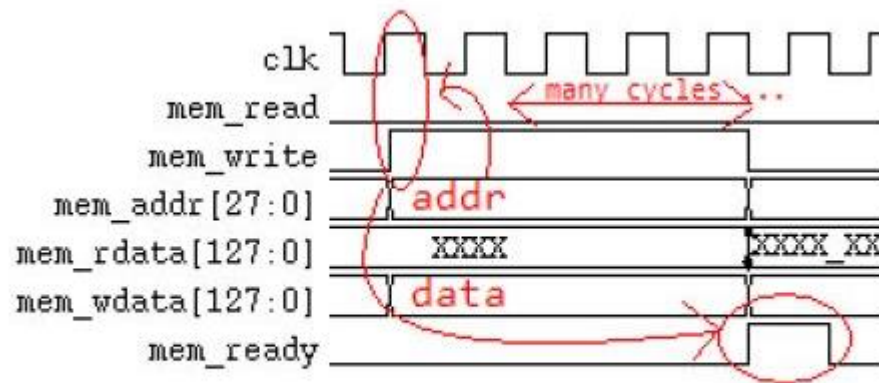 clk
many cycles ..
mem_read
mem_write
mem_addr[27:0] addr
mem_rdata[127:0] XXXX XXXX_XX
mem_wdata[127:0] data
mem_ready